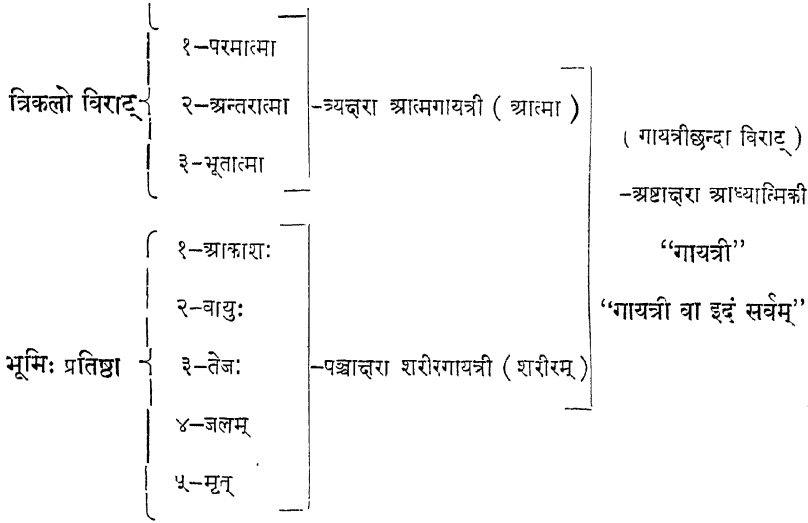 १–परमात्मा
त्रिकलो विराट्
२–अन्तरात्मा
–त्र्यक्षरा आत्मगायत्री ( आत्मा )
३–भूतात्मा
( गायत्रीछन्दा विराट् )
–अष्टाक्षरा आध्यात्मिकी
“गायत्री”
“गायत्री वा इदं सर्वम्”
१–आकाशः
२–वायुः
भूमिः प्रतिष्ठा
३–तेजः
–पञ्चाक्षरा शरीरगायत्री ( शरीरम् )
४–जलम्
५–मृत्